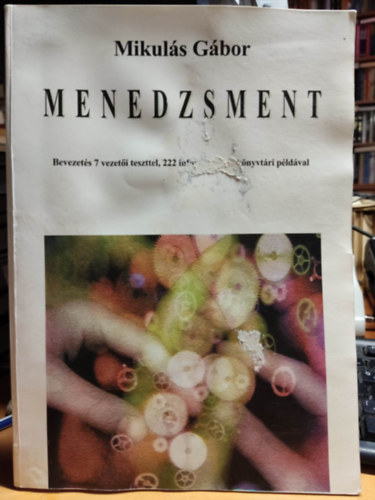 Mikulás Gábor
MENEDZSMENT
Bevezetés 7 vezetői teszttel, 222 példával